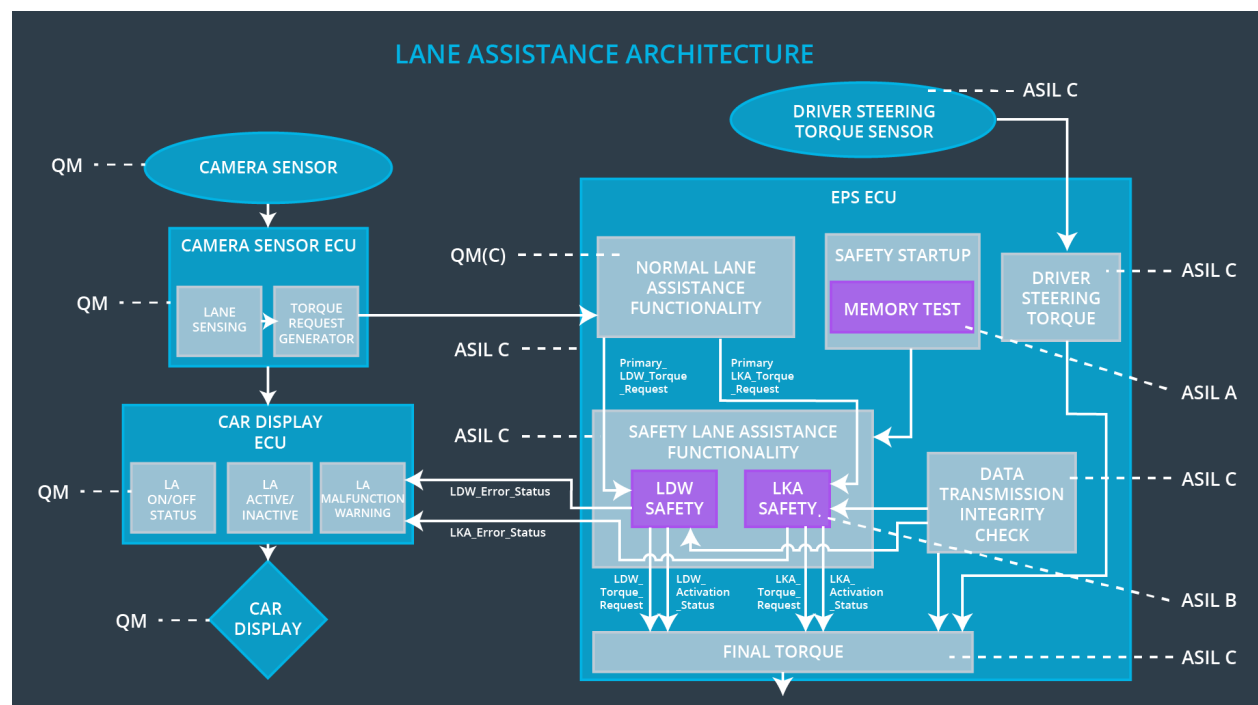 LANE ASSISTANCE ARCHITECTURE
ASIL C
DRIVER STEERING
TORQUE SENSOR
QM
CAMERA SENSOR
EPS ECU
CAMERA SENSOR ECU
QM(C)
NORMAL LANE
ASSISTANCE
FUNCTIONALITY
SAFETY STARTUP
MEMORY TEST
DRIVER
STEERING
TORQUE
ASIL C
QM
LANE
SENSING
TORQUE
REQUEST
GENERATOR
ASIL C
Primary_
LDW_Torque
_Request
Primary
LKA_Torque
_Request
ASIL A
CAR DISPLAY
ECU
ASIL C
SAFETY LANE ASSISTANCE
FUNCTIONALITY
QM
LA
ON/OFF
STATUS
LA
ACTIVE/
INACTIVE
LA
MALFUNCTION
WARNING
LDW_Error_Status
LKA_Error_Status
LDW
SAFETY
LKA
SAFETY
DATA
TRANSMISSION
INTEGRITY
CHECK
ASIL C
LDW_
Torque_
Request
LDW_
Activation
_Status
LKA_
Torque_
Request
LKA_
Activation
_Status
ASIL B
QM
CAR
DISPLAY
FINAL TORQUE
ASIL C